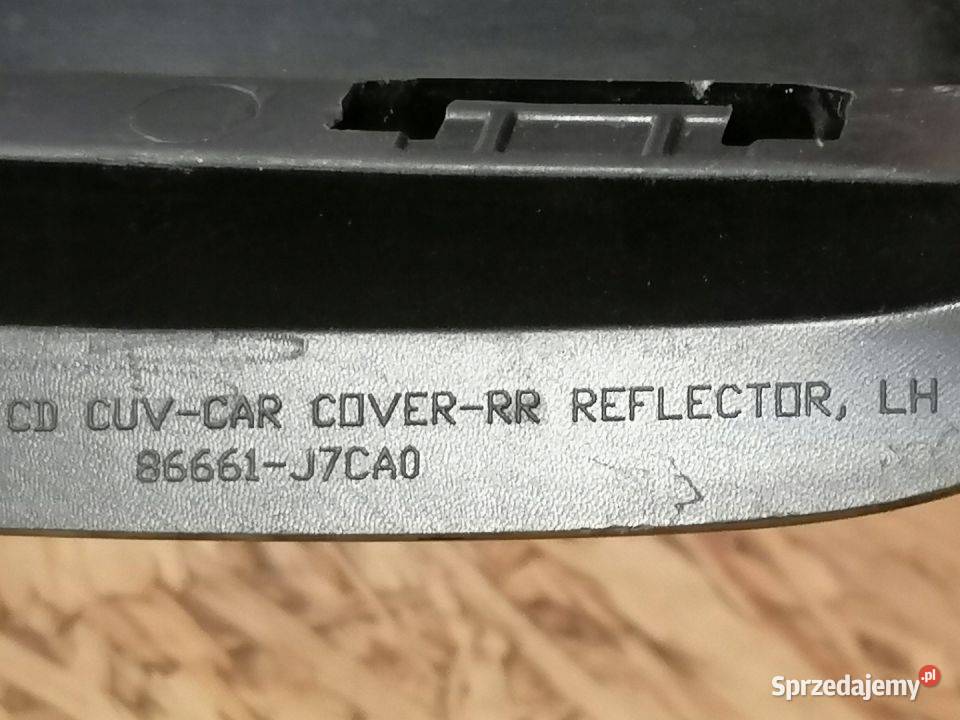 CD CUV-CAR COVER-RR REFLECTOR, LH
86661-J7CA0
Sprzedajemy.pl